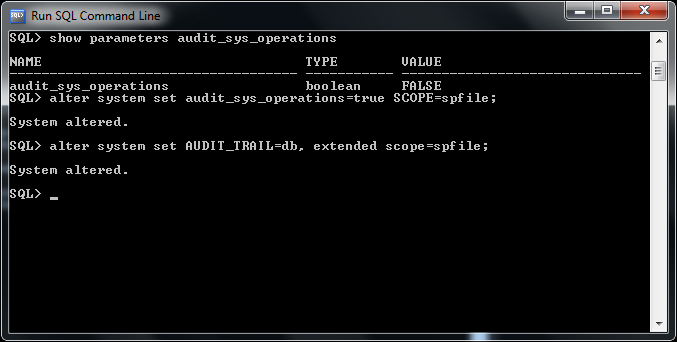 Run SQL Command Line
SQL> show parameters audit_sys_operations
NAME TYPE VALUE
------------------------------------ ----------- ------------------------------
audit_sys_operations boolean FALSE
SQL> alter system set audit_sys_operations=true SCOPE=spfile;
System altered.
SQL> alter system set AUDIT_TRAIL=db, extended scope=spfile;
System altered.
SQL> _